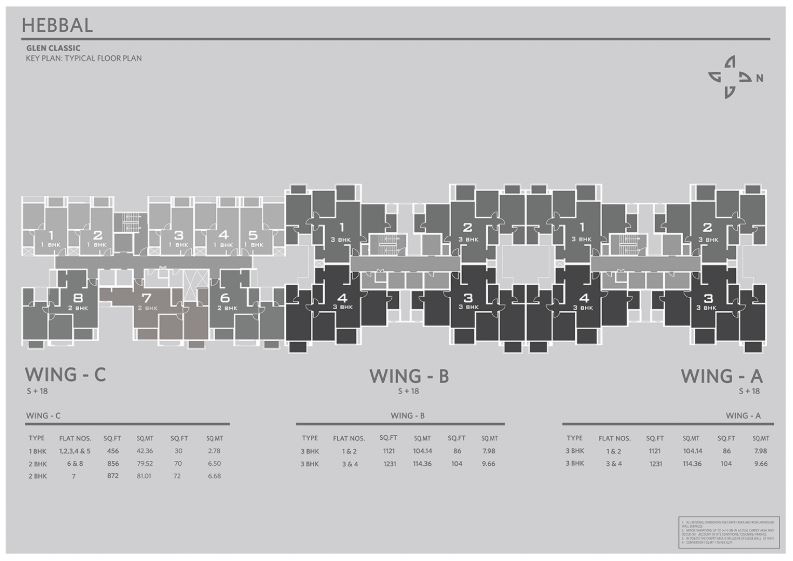 HEBBAL
GLEN CLASSIC
KEY PLAN: TYPICAL FLOOR PLAN
N
1 2 3 4 5
1 BHK 1 BHK 1 BHK 1 BHK 1 BHK
1 2 1 2
3 BHK 3 BHK 3 BHK 3 BHK
8 7 6
2 BHK 2 BHK 2 BHK
4 3 4 3
3 BHK 3 BHK 3 BHK 3 BHK
WING - C WING - B WING - A
S + 18 S + 18 S + 18
WING - C
TYPE FLAT NOS. SQ.FT SQ.MT SQ.FT SQ.MT
1 BHK 1,2,3,4 & 5 456 42.36 30 2.78
2 BHK 6 & 8 856 79.52 70 6.50
2 BHK 7 872 81.01 72 6.68
WING - B
TYPE FLAT NOS. SQ.FT SQ.MT SQ.FT SQ.MT
3 BHK 1 & 2 1121 104.14 86 7.98
3 BHK 3 & 4 1231 114.36 104 9.66
WING - A
TYPE FLAT NOS. SQ.FT SQ.MT SQ.FT SQ.MT
3 BHK 1 & 2 1121 104.14 86 7.98
3 BHK 3 & 4 1231 114.36 104 9.66